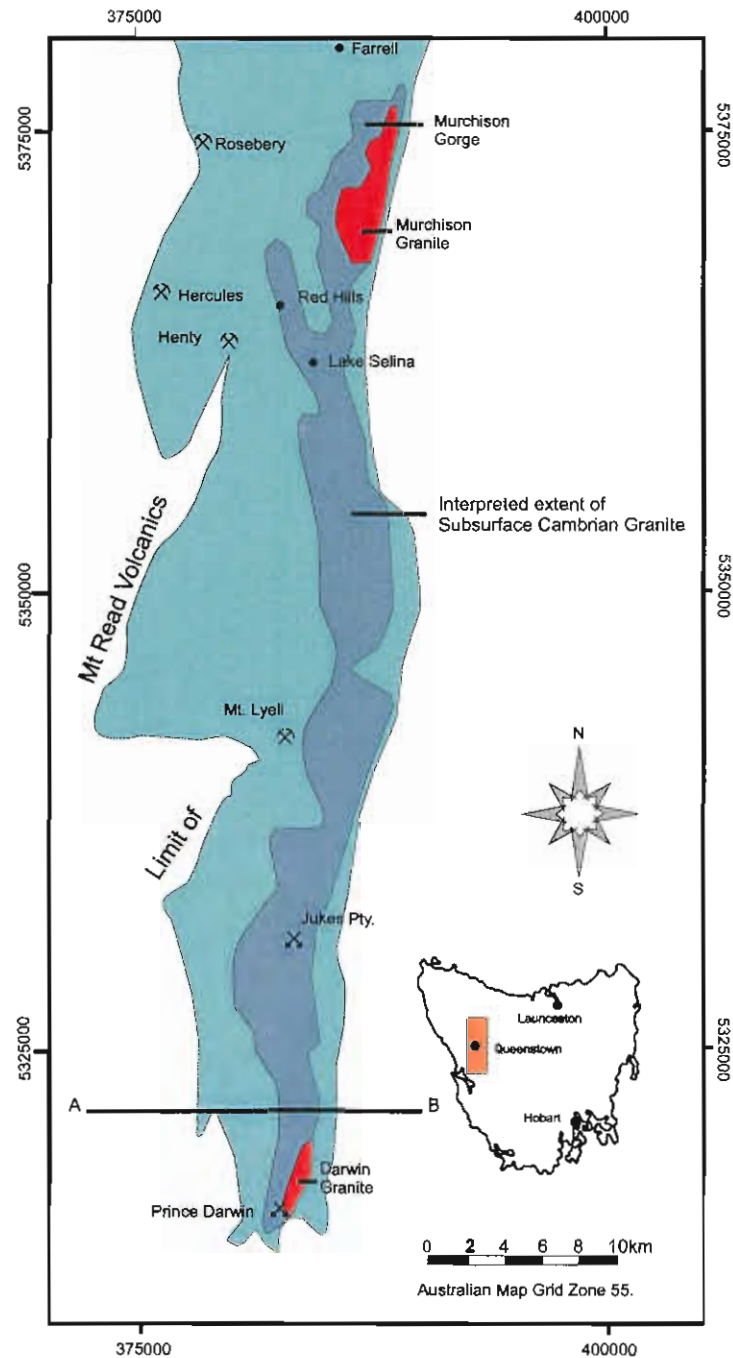 375000
400000
Farrell
5375000
5375000
Murchison
Gorge
Rosebery
Murchison
Granite
Hercules
Red Hills
Henty
Lake Selina
Interpreted extent of
Subsurface Cambrian Granite
Mt Read Volcanics
5350000
5350000
Mt. Lyell
N
Limit of
S
Jukes Pty.
Launceston
Queenstown
5325000
5325000
A
B
Hobart
Darwin
Granite
Prince Darwin
0 2 4 6 8 10km
Australian Map Grid Zone 55.
375000
400000